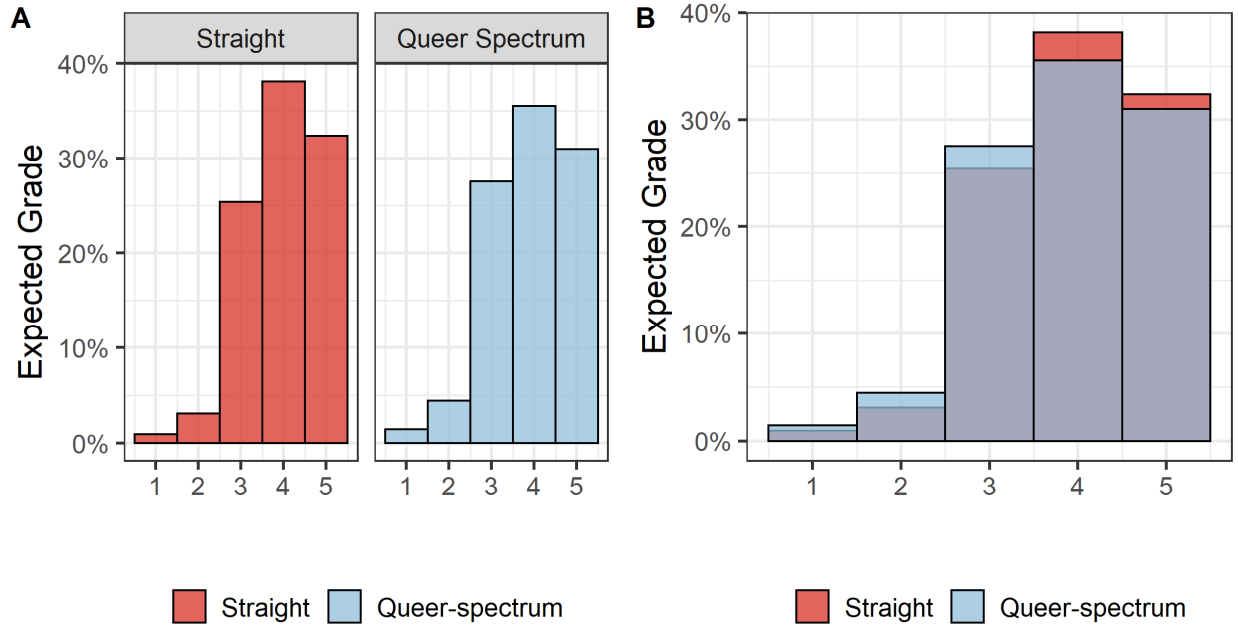 A
Straight
Queer Spectrum
40%
30%
20%
10%
0%
Expected Grade
1 2 3 4 5
1 2 3 4 5
Straight
Queer-spectrum
B
40%
30%
20%
10%
0%
Expected Grade
1 2 3 4 5
Straight
Queer-spectrum